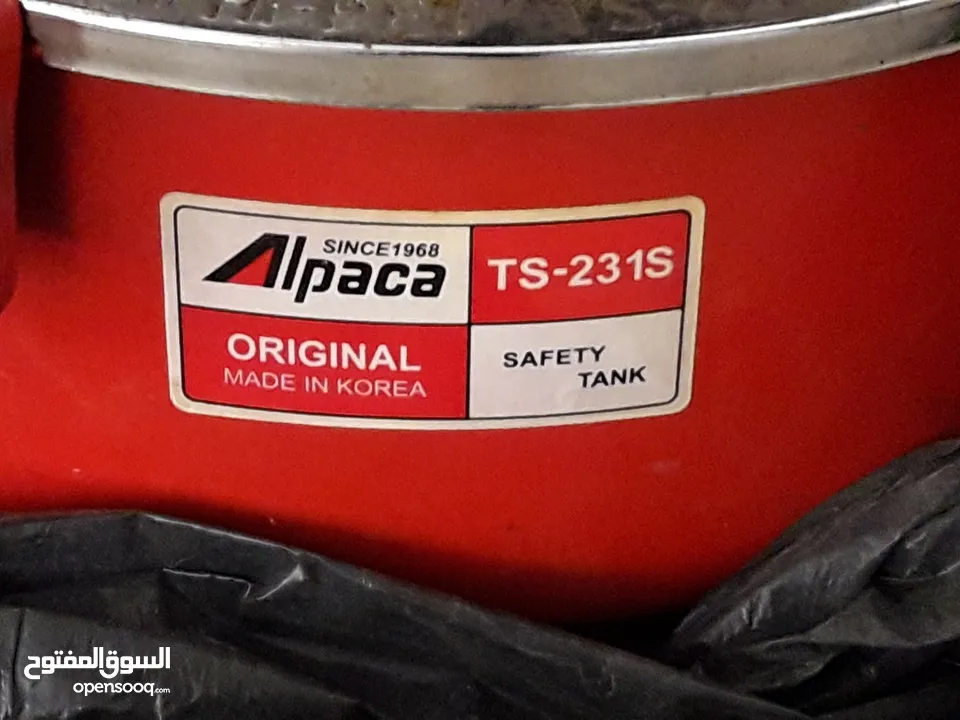 SINCE1968
Alpaca
TS-231S
ORIGINAL
MADE IN KOREA
SAFETY
TANK
السوق المفتوح
opensooq.com